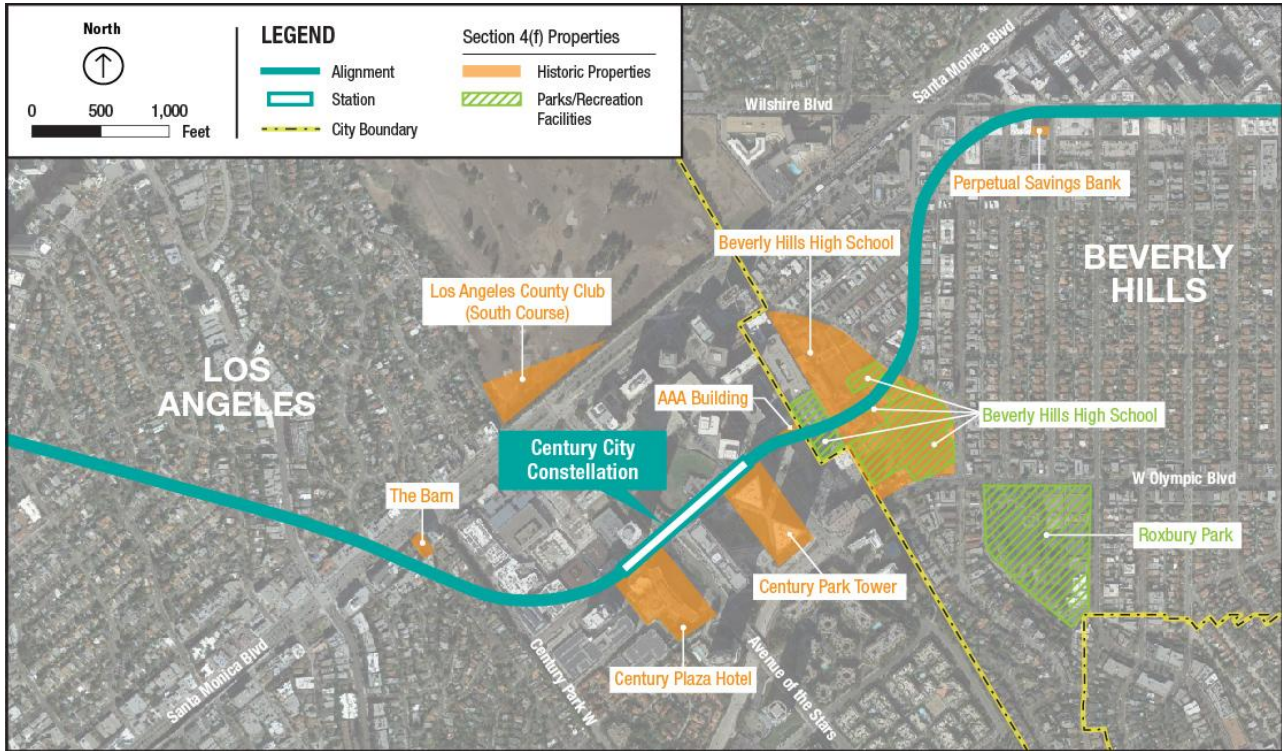 North
0 500 1,000
Feet
LEGEND
Alignment
Station
City Boundary
Section 4(f) Properties
Historic Properties
Parks/Recreation
Facilities
Santa Monica Blvd
Wilshire Blvd
Perpetual Savings Bank
Beverly Hills High School
BEVERLY
HILLS
Los Angeles County Club
(South Course)
LOS
ANGELES
AAA Building
Beverly Hills High School
Century City
Constellation
W Olympic Blvd
The Barn
Roxbury Park
Century Park Tower
Century Plaza Hotel
Santa Monica Blvd
Century Park W
Avenue of the Stars